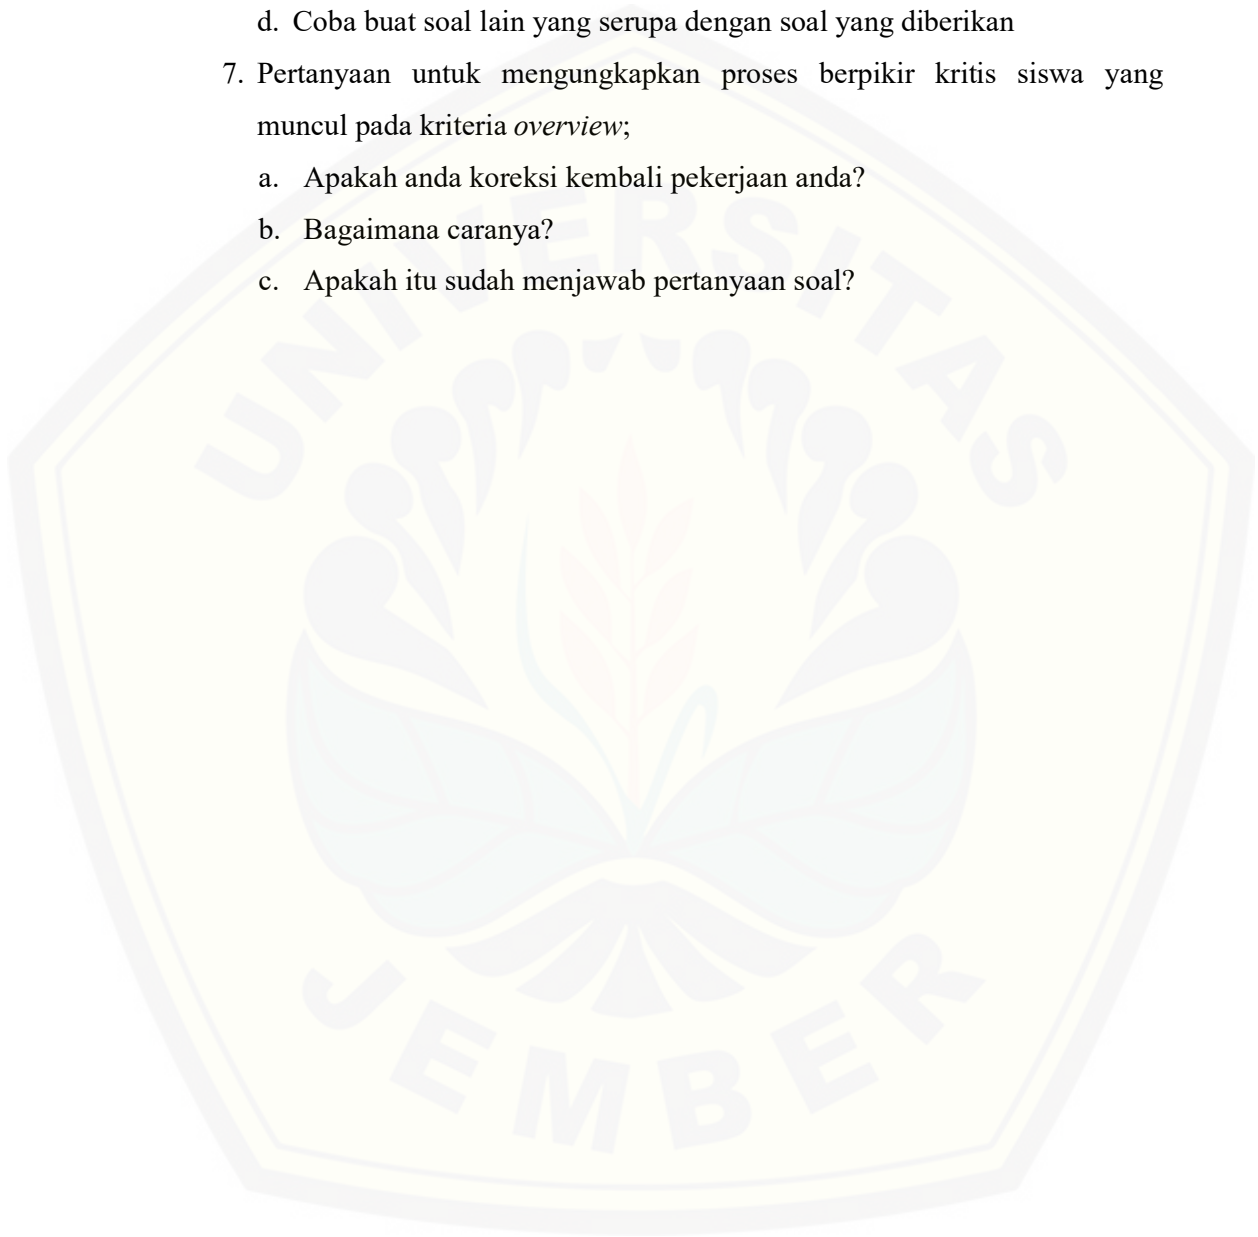 d. Coba buat soal lain yang serupa dengan soal yang diberikan
7. Pertanyaan untuk mengungkapkan proses berpikir kritis siswa yang
muncul pada kriteria overview;
a. Apakah anda koreksi kembali pekerjaan anda?
b. Bagaimana caranya?
c. Apakah itu sudah menjawab pertanyaan soal?
UNIVERSITAS
JEMBER